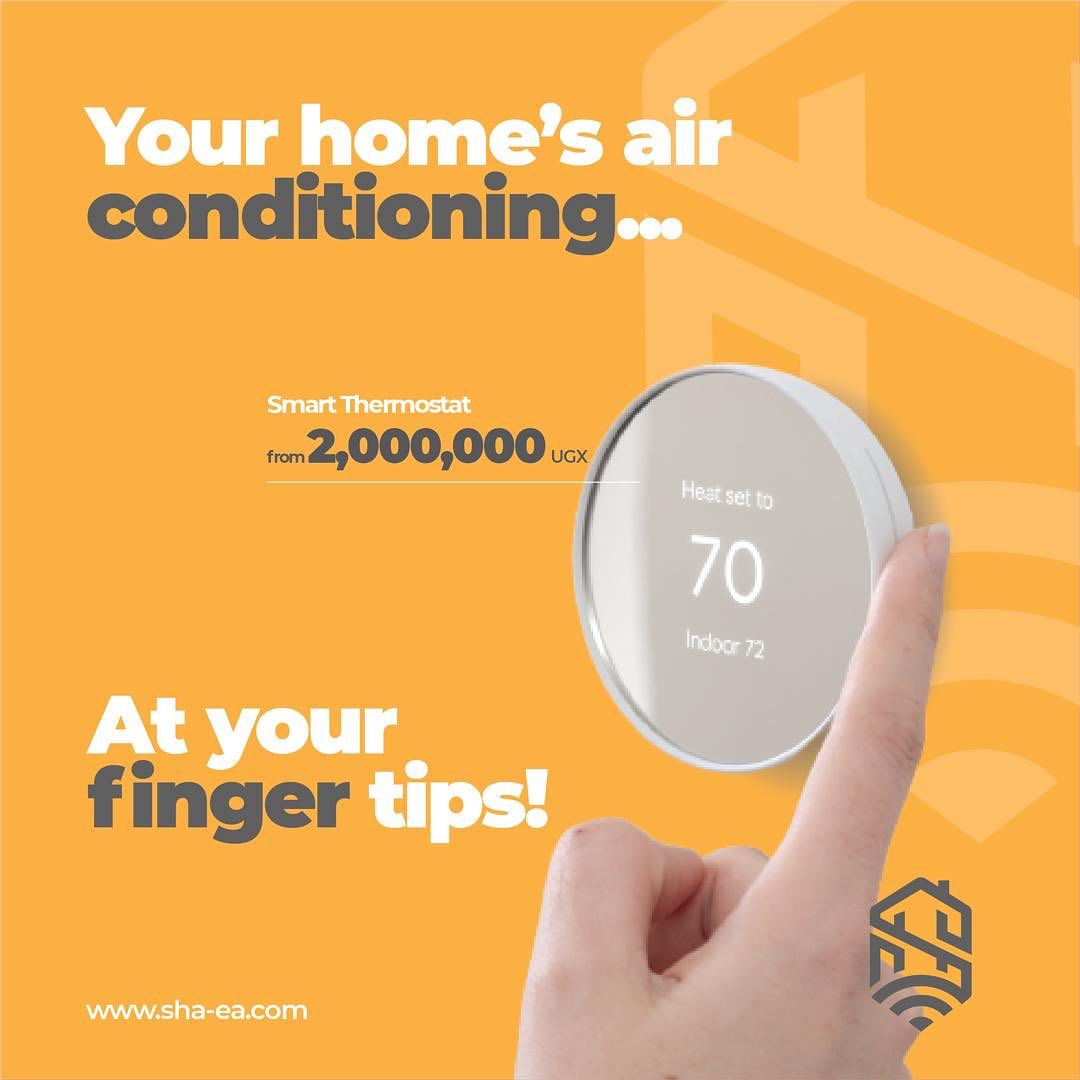 Your home's air
conditioning...
Smart Thermostat
from 2,000,000 UGX
Heat set to
70
Indoor 72
At your
finger tips!
www.sha-ea.com